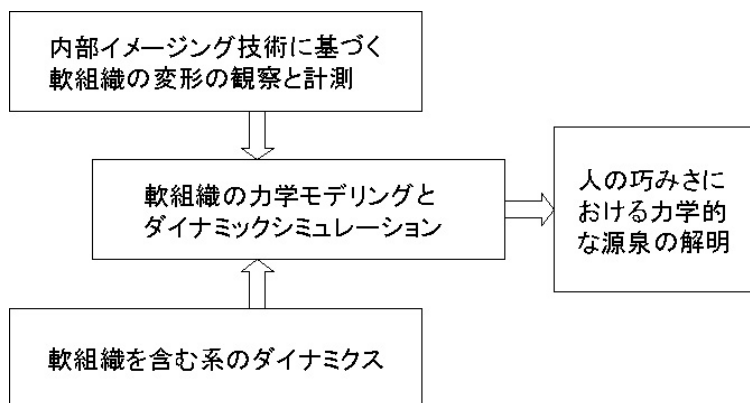 内部イメージング技術に基づく
軟組織の変形の観察と計測
軟組織の力学モデリングと
ダイナミックシミュレーション
人の巧みさに
おける力学的
な源泉の解明
軟組織を含む系のダイナミクス